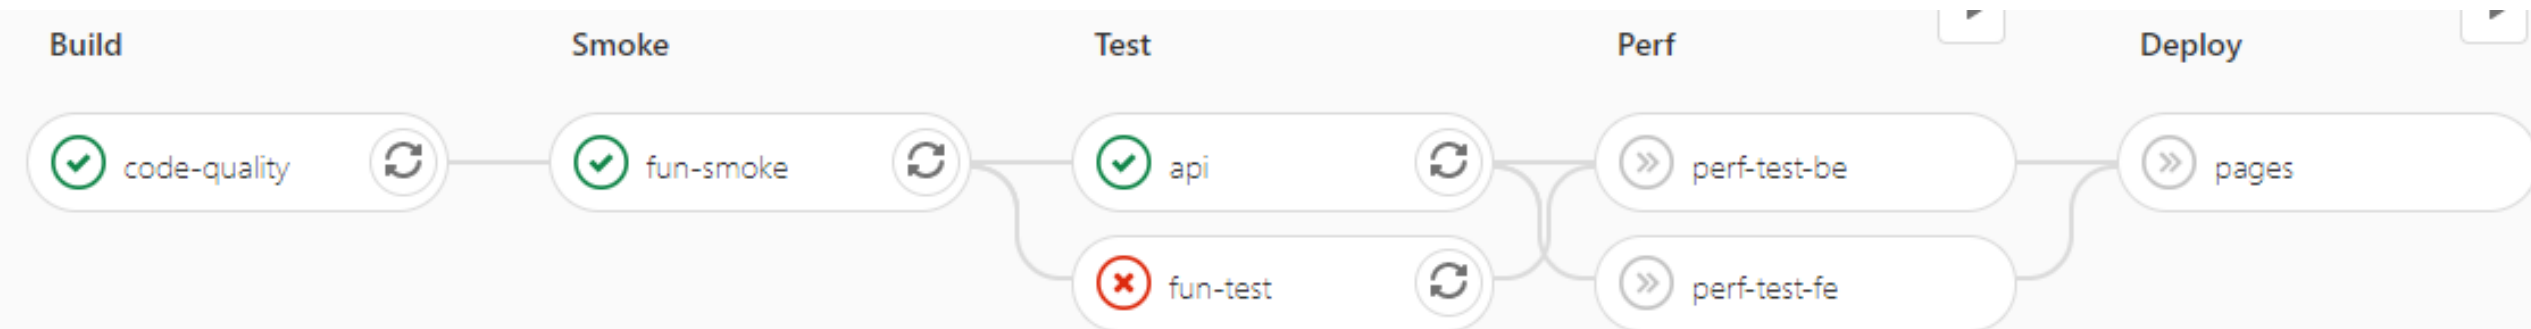 Build Smoke Test Perf Deploy
code-quality fun-smoke api perf-test-be pages
fun-test perf-test-fe